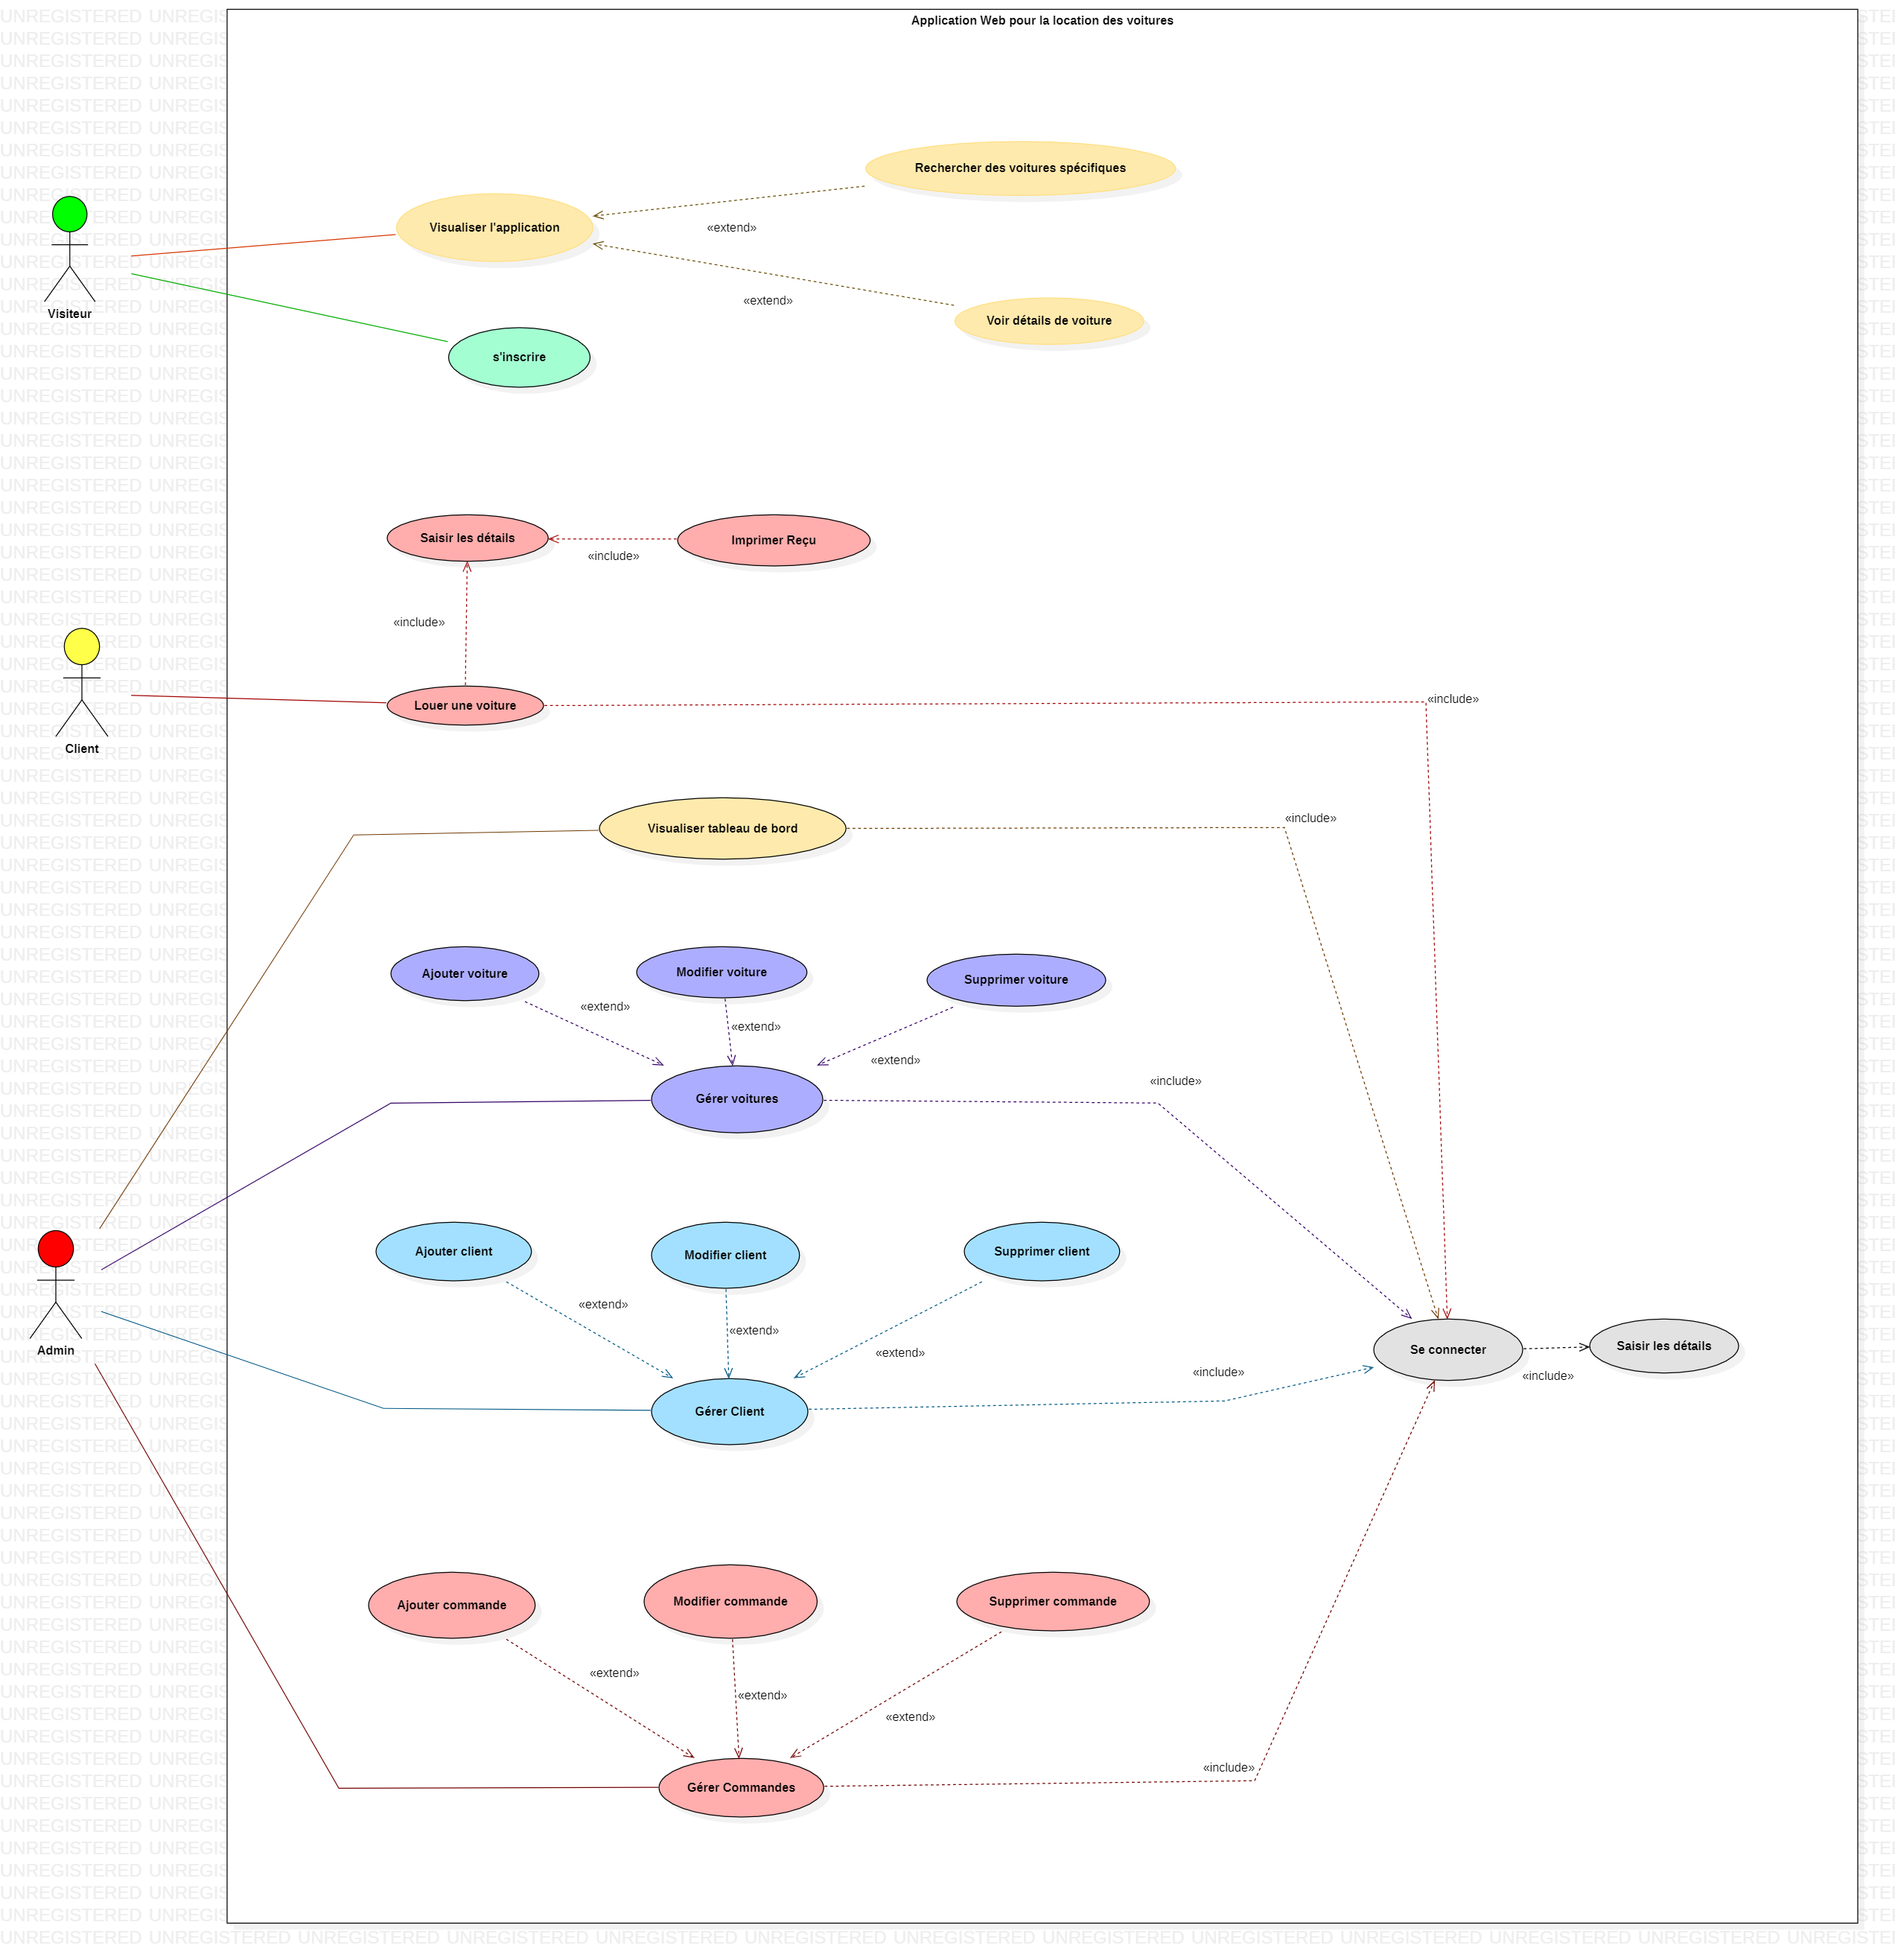 Application Web pour la location des voitures
Rechercher des voitures spécifiques
Visualiser l'application
«extend»
«extend»
Voir détails de voiture
Visiteur
s'inscrire
Saisir les détails
Imprimer Reçu
«include»
«include»
Louer une voiture
«include»
Client
Visualiser tableau de bord
«include»
Ajouter voiture
Modifier voiture
Supprimer voiture
«extend»
«extend»
«extend»
Gérer voitures
«include»
Ajouter client
Modifier client
Supprimer client
«extend»
«extend»
«extend»
Admin
Se connecter
Saisir les détails
«include»
«include»
Gérer Client
Ajouter commande
Modifier commande
Supprimer commande
«extend»
«extend»
«extend»
«include»
Gérer Commandes
UNREGISTERED UNREGISTERED UNREGISTERED UNREGISTERED UNREGISTERED UNREGISTERED UNREGISTERED UNREGISTERED UNREGISTERED UNREGISTERED UNREGISTERED UNREGISTERED UNREGISTE